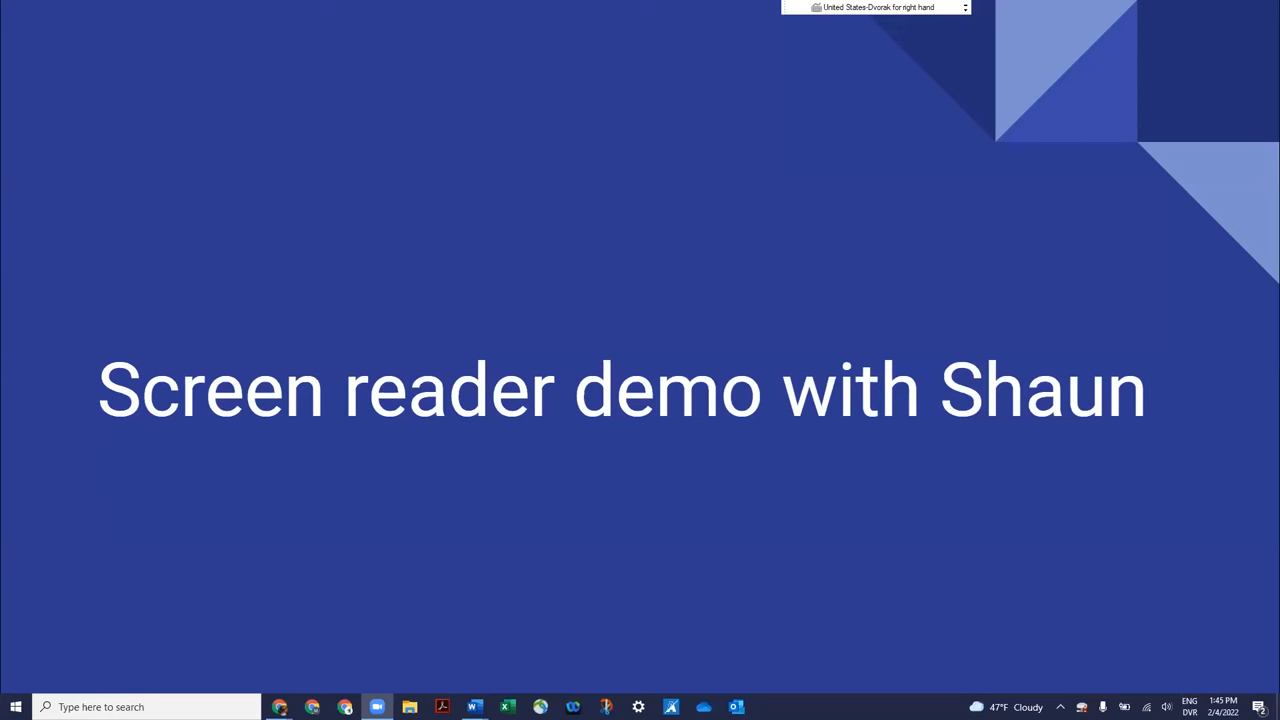 United States-Dvorak for right hand
Screen reader demo with Shaun
Type here to search
47°F Cloudy
ENG
DVR
1:45 PM
2/4/2022
2